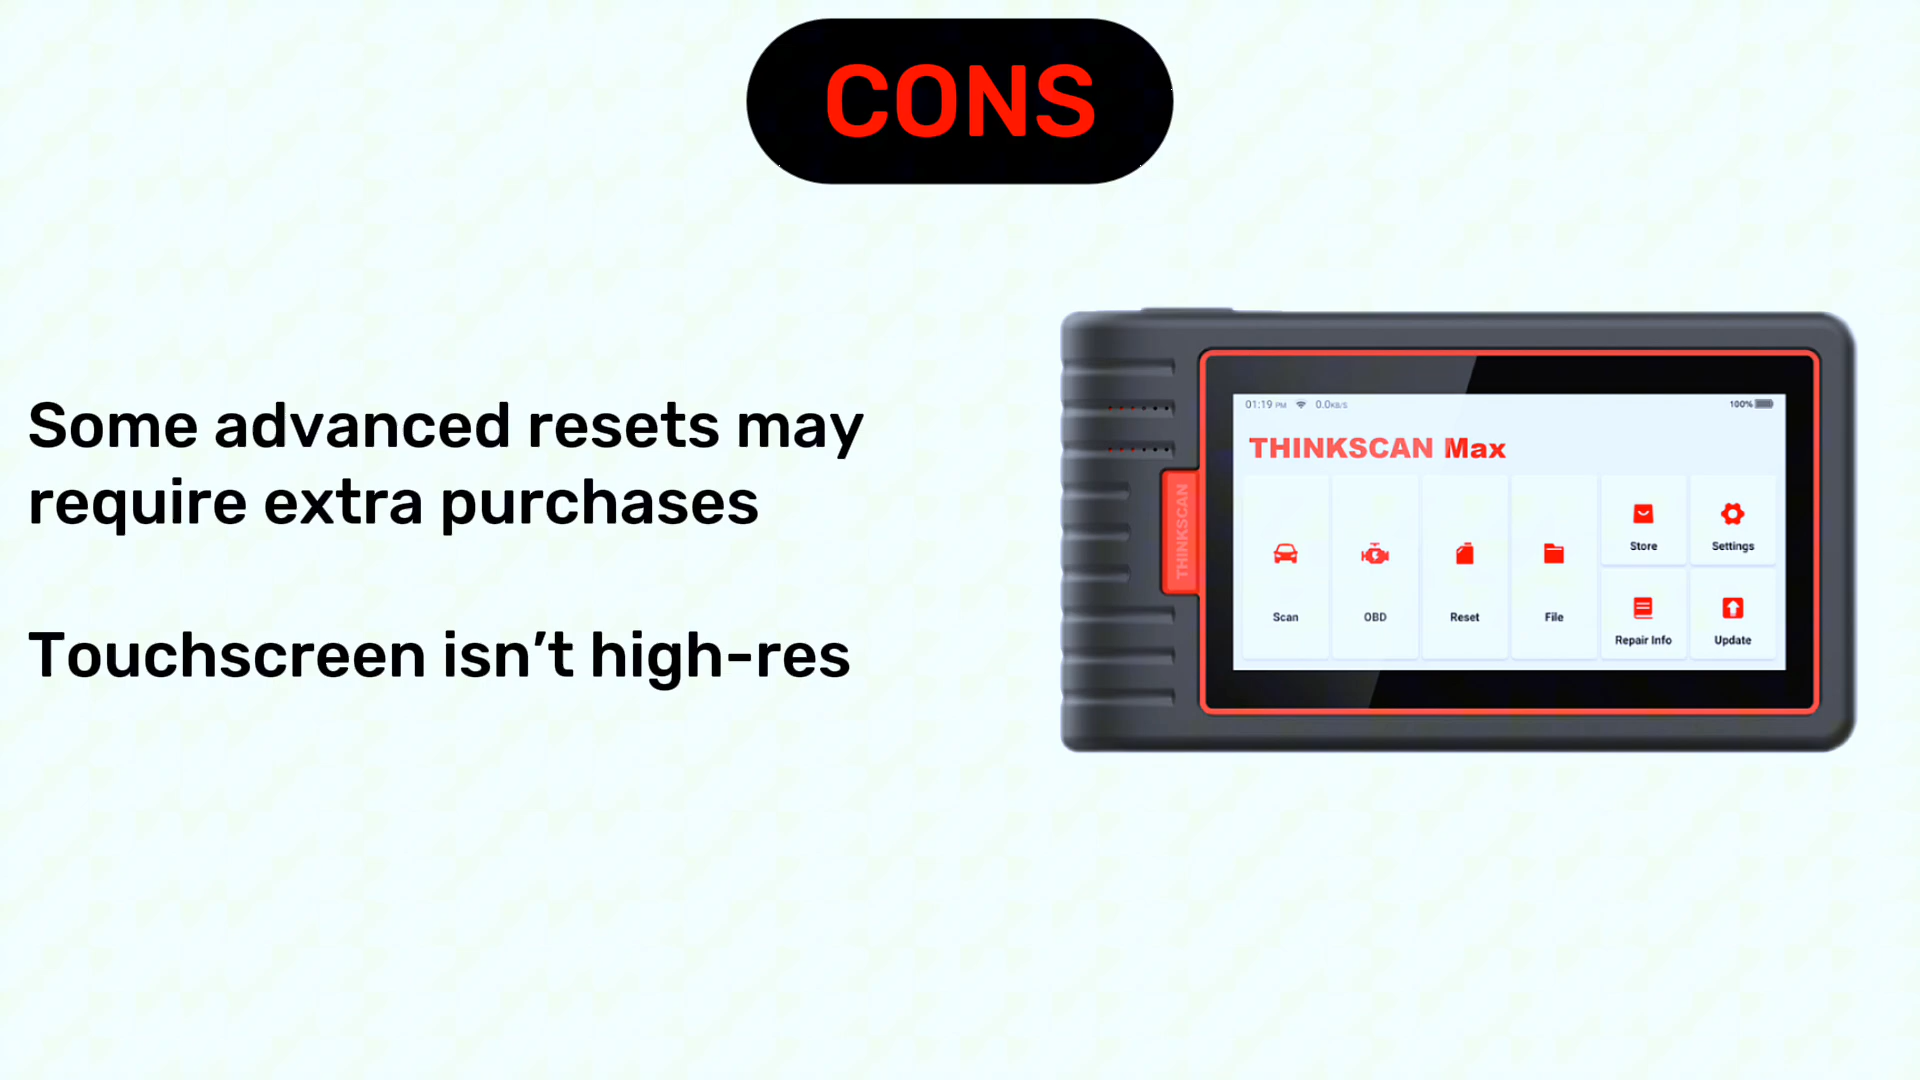 CONS
Some advanced resets may
require extra purchases
Touchscreen isn’t high-res
THINKSCAN
01:19 PM 0.0KB/S 100%
THINKSCAN Max
Scan
OBD
Reset
File
Store
Settings
Repair Info
Update